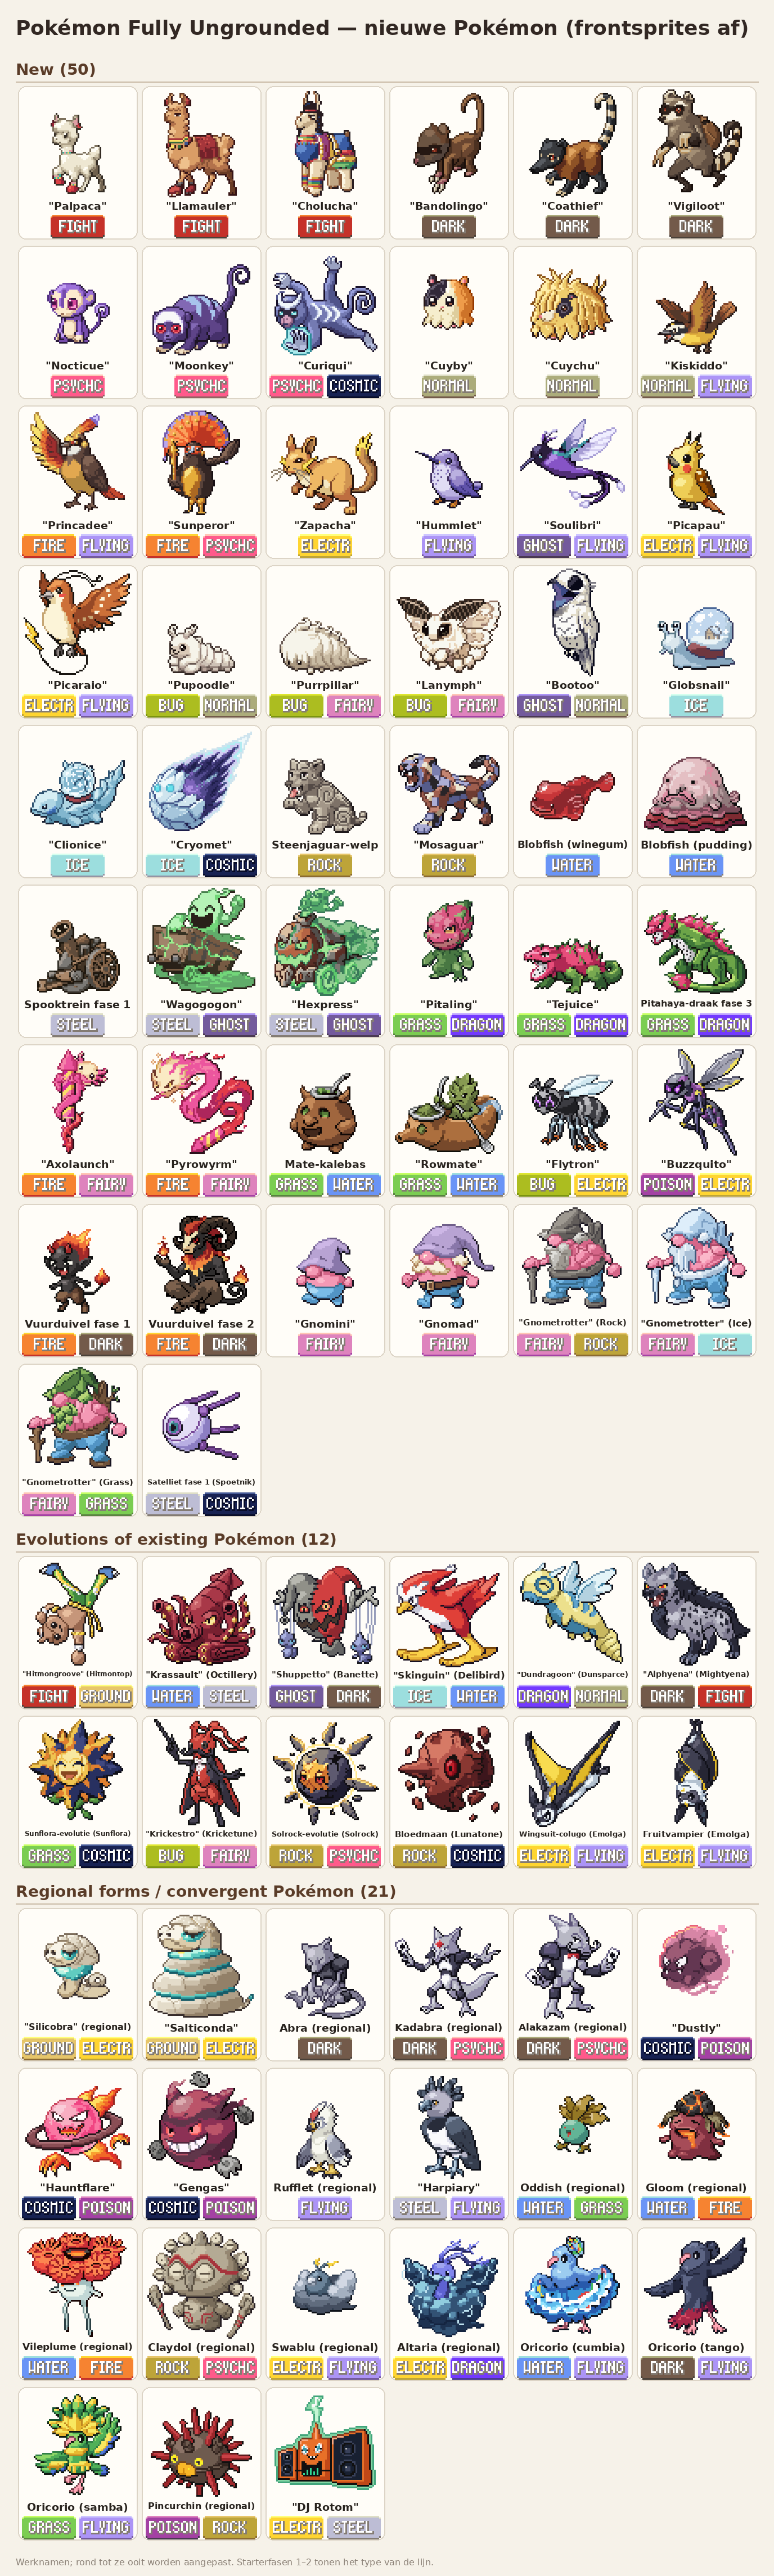 Pokémon Fully Ungrounded — nieuwe Pokémon (frontsprites af)
New (50)
"Palpaca" "Llamauler" "Cholucha" "Bandolingo" "Coathief" "Vigiloot"
FIGHT FIGHT FIGHT DARK DARK DARK
"Nocticue" "Moonkey" "Curiqui" "Cuyby" "Cuychu" "Kiskiddo"
PSYCHC PSYCHC PSYCHC COSMIC NORMAL NORMAL NORMAL FLYING
"Princadee" "Sunperor" "Zapacha" "Hummlet" "Soulibri" "Picapau"
FIRE FLYING FIRE PSYCHC ELECTR FLYING GHOST FLYING ELECTR FLYING
"Picaraio" "Pupoodle" "Purrpillar" "Lanymph" "Bootoo" "Globsnail"
ELECTR FLYING BUG NORMAL BUG FAIRY BUG FAIRY GHOST NORMAL ICE
"Clionice" "Cryomet" Steenjaguar-welp "Mosaguar" Blobfish (winegum) Blobfish (pudding)
ICE ICE COSMIC ROCK ROCK WATER WATER
Spooktrein fase 1 "Wagogogon" "Hexpress" "Pitaling" "Tejuice" Pitahaya-draak fase 3
STEEL STEEL GHOST STEEL GHOST GRASS DRAGON GRASS DRAGON GRASS DRAGON
"Axolaunch" "Pyrowyrm" Mate-kalebas "Rowmate" "Flytron" "Buzzquito"
FIRE FAIRY FIRE FAIRY GRASS WATER GRASS WATER BUG ELECTR POISON ELECTR
Vuurduivel fase 1 Vuurduivel fase 2 "Gnomini" "Gnomad" "Gnometrotter" (Rock) "Gnometrotter" (Ice)
FIRE DARK FIRE DARK FAIRY FAIRY FAIRY ROCK FAIRY ICE
"Gnometrotter" (Grass) Satelliet fase 1 (Spoetnik)
FAIRY GRASS STEEL COSMIC
Evolutions of existing Pokémon (12)
"Hitmongroove" (Hitmontop) "Krassault" (Octillery) "Shuppetto" (Banette) "Skinguin" (Delibird) "Dundragoon" (Dunsparce) "Alphyena" (Mightyena)
FIGHT GROUND WATER STEEL GHOST DARK ICE WATER DRAGON NORMAL DARK FIGHT
Sunflora-evolutie (Sunflora) "Krickestro" (Kricketune) Solrock-evolutie (Solrock) Bloedmaan (Lunatone) Wingsuit-colugo (Emolga) Fruitvampier (Emolga)
GRASS COSMIC BUG FAIRY ROCK PSYCHC ROCK COSMIC ELECTR FLYING ELECTR FLYING
Regional forms / convergent Pokémon (21)
"Silicobra" (regional) "Salticonda" Abra (regional) Kadabra (regional) Alakazam (regional) "Dustly"
GROUND ELECTR GROUND ELECTR DARK DARK PSYCHC DARK PSYCHC COSMIC POISON
"Hauntflare" "Gengas" Rufflet (regional) "Harpiary" Oddish (regional) Gloom (regional)
COSMIC POISON COSMIC POISON FLYING STEEL FLYING WATER GRASS WATER FIRE
Vileplume (regional) Claydol (regional) Swablu (regional) Altaria (regional) Oricorio (cumbia) Oricorio (tango)
WATER FIRE ROCK PSYCHC ELECTR FLYING ELECTR DRAGON WATER FLYING DARK FLYING
Oricorio (samba) Pincurchin (regional) "DJ Rotom"
GRASS FLYING POISON ROCK ELECTR STEEL
Werknamen; rond tot ze ooit worden aangepast. Starterfasen 1–2 tonen het type van de lijn.